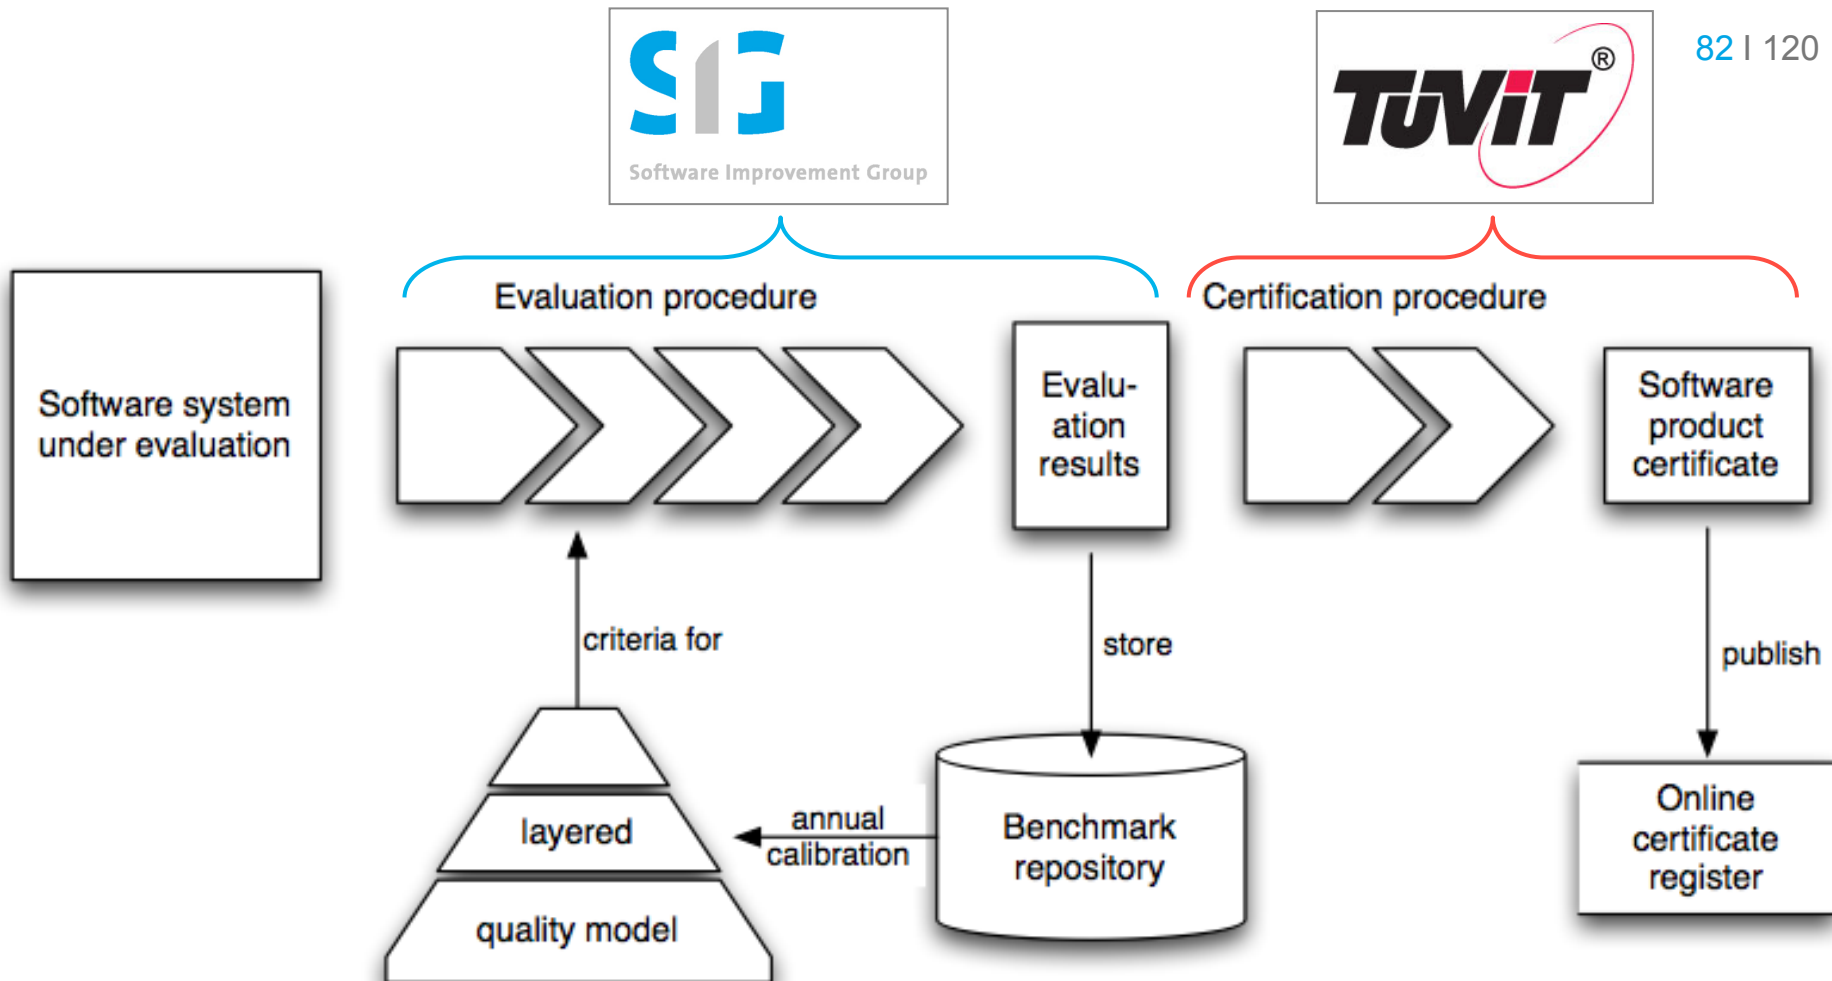 SIG
Software Improvement Group
TÜViT®
82 I 120
Evaluation procedure
Certification procedure
Software system
under evaluation
Evalu-
ation
results
Software
product
certificate
criteria for
store
publish
layered
quality model
annual
calibration
Benchmark
repository
Online
certificate
register